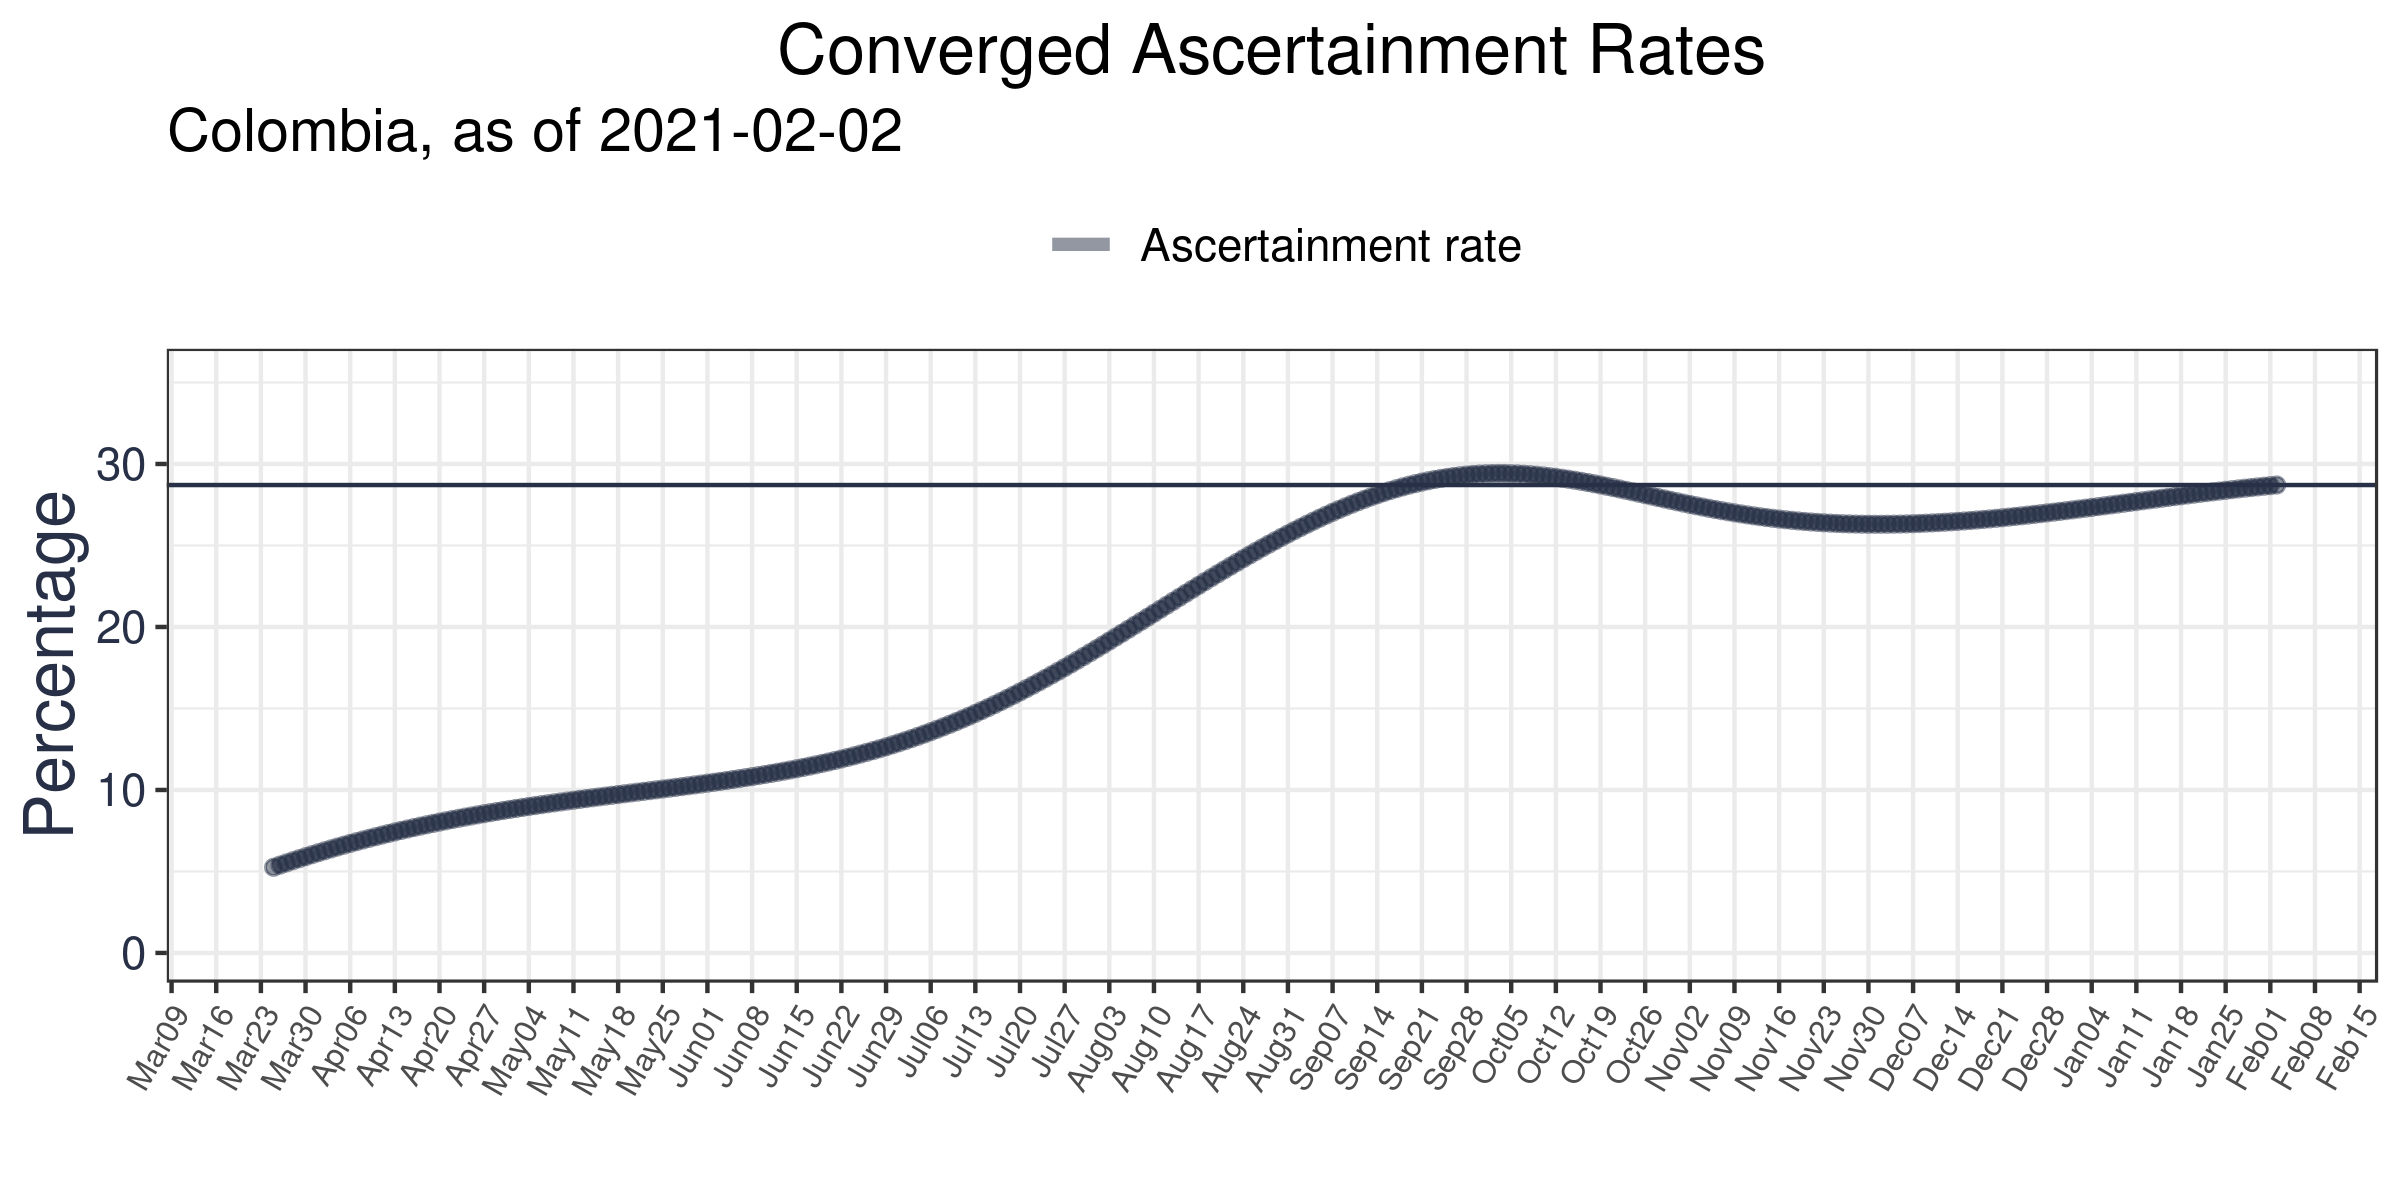 Converged Ascertainment Rates
Colombia, as of 2021-02-02
Ascertainment rate
Percentage
30
20
10
0
Mar09 Mar16 Mar23 Mar30 Apr06 Apr13 Apr20 Apr27 May04 May11 May18 May25 Jun01 Jun08 Jun15 Jun22 Jun29 Jul06 Jul13 Jul20 Jul27 Aug03 Aug10 Aug17 Aug24 Aug31 Sep07 Sep14 Sep21 Sep28 Oct05 Oct12 Oct19 Oct26 Nov02 Nov09 Nov16 Nov23 Nov30 Dec07 Dec14 Dec21 Dec28 Jan04 Jan11 Jan18 Jan25 Feb01 Feb08 Feb15